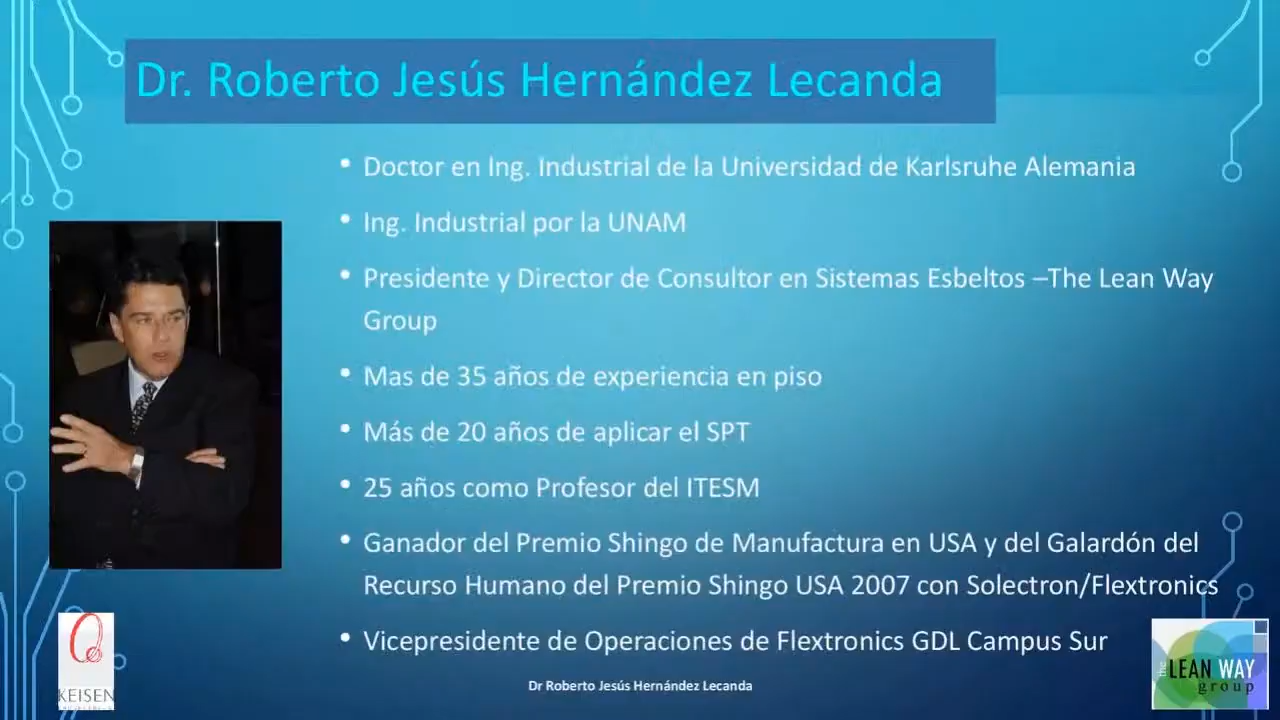 Dr. Roberto Jesús Hernández Lecanda
• Doctor en Ing. Industrial de la Universidad de Karlsruhe Alemania
• Ing. Industrial por la UNAM
• Presidente y Director de Consultor en Sistemas Esbeltos –The Lean Way
Group
• Mas de 35 años de experiencia en piso
• Más de 20 años de aplicar el SPT
• 25 años como Profesor del ITESM
• Ganador del Premio Shingo de Manufactura en USA y del Galardón del
Recurso Humano del Premio Shingo USA 2007 con Solectron/Flextronics
• Vicepresidente de Operaciones de Flextronics GDL Campus Sur
KEISEN
Dr Roberto Jesús Hernández Lecanda
the LEAN WAY
group